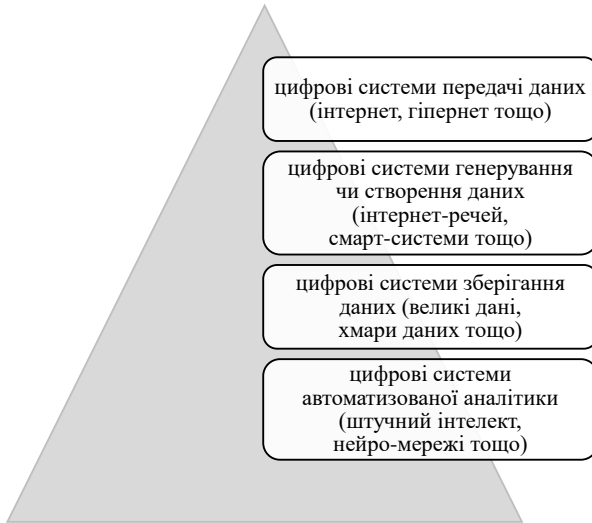 цифрові системи передачі даних
(інтернет, гіпернет тощо)
цифрові системи генерування
чи створення даних
(інтернет-речей,
смарт-системи тощо)
цифрові системи зберігання
даних (великі дані,
хмари даних тощо)
цифрові системи
автоматизованої аналітики
(штучний інтелект,
нейро-мережі тощо)